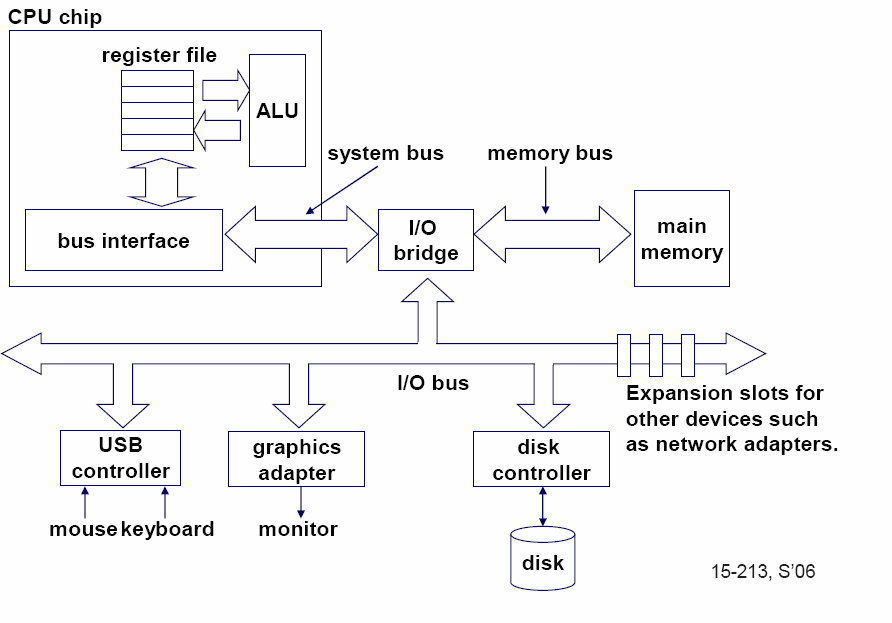 CPU chip
register file
ALU
system bus
memory bus
bus interface
I/O
bridge
main
memory
I/O bus
Expansion slots for
other devices such
as network adapters.
USB
controller
graphics
adapter
disk
controller
mouse
keyboard
monitor
disk
15-213, S’06